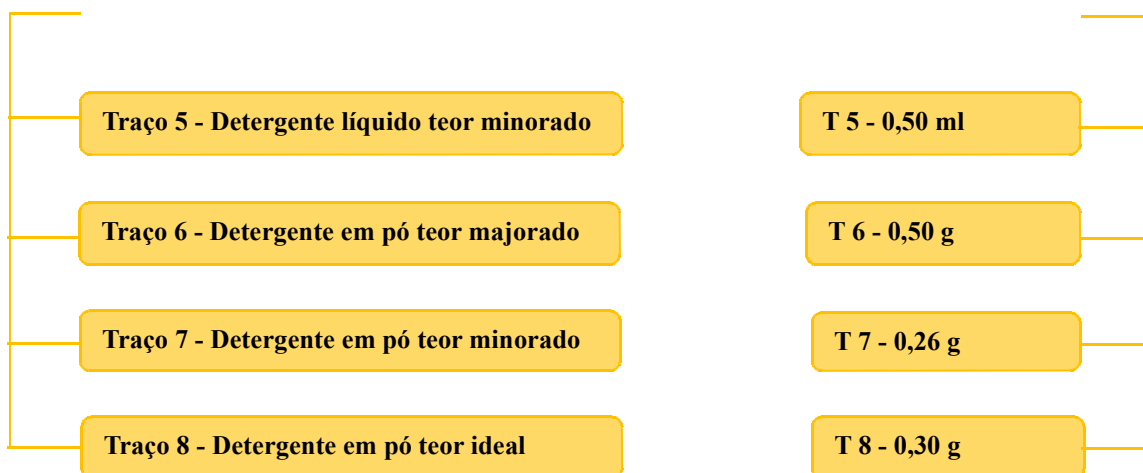 Traço 5 - Detergente líquido teor minorado
T 5 - 0,50 ml
Traço 6 - Detergente em pó teor majorado
T 6 - 0,50 g
Traço 7 - Detergente em pó teor minorado
T 7 - 0,26 g
Traço 8 - Detergente em pó teor ideal
T 8 - 0,30 g